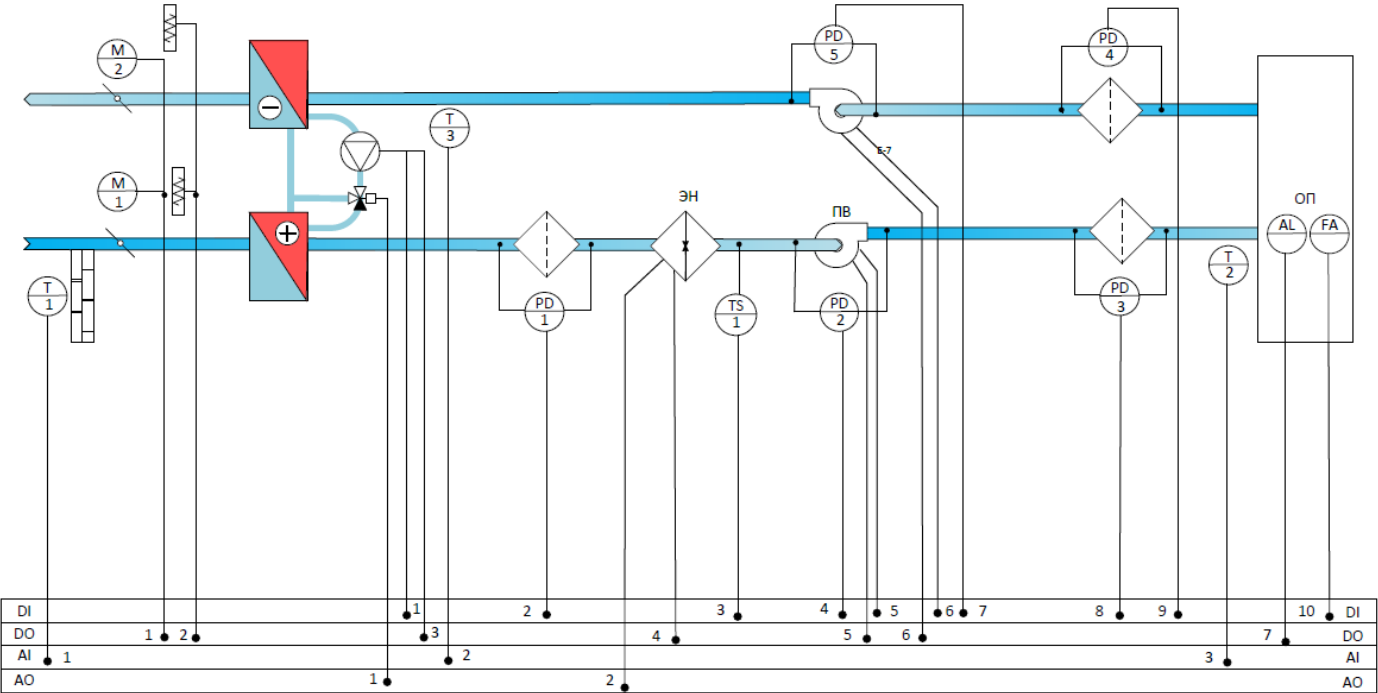 M
2
PD
5
PD
4
T
3
Е-7
M
1
ЭН
ПВ
ОП
AL
FA
T
1
PD
1
TS
1
PD
2
PD
3
T
2
DI 1 2 3 4 5 6 7 8 9 10 DI
DO 1 2 3 4 5 6 7 DO
AI 1 2 3 AI
AO 1 2 AO